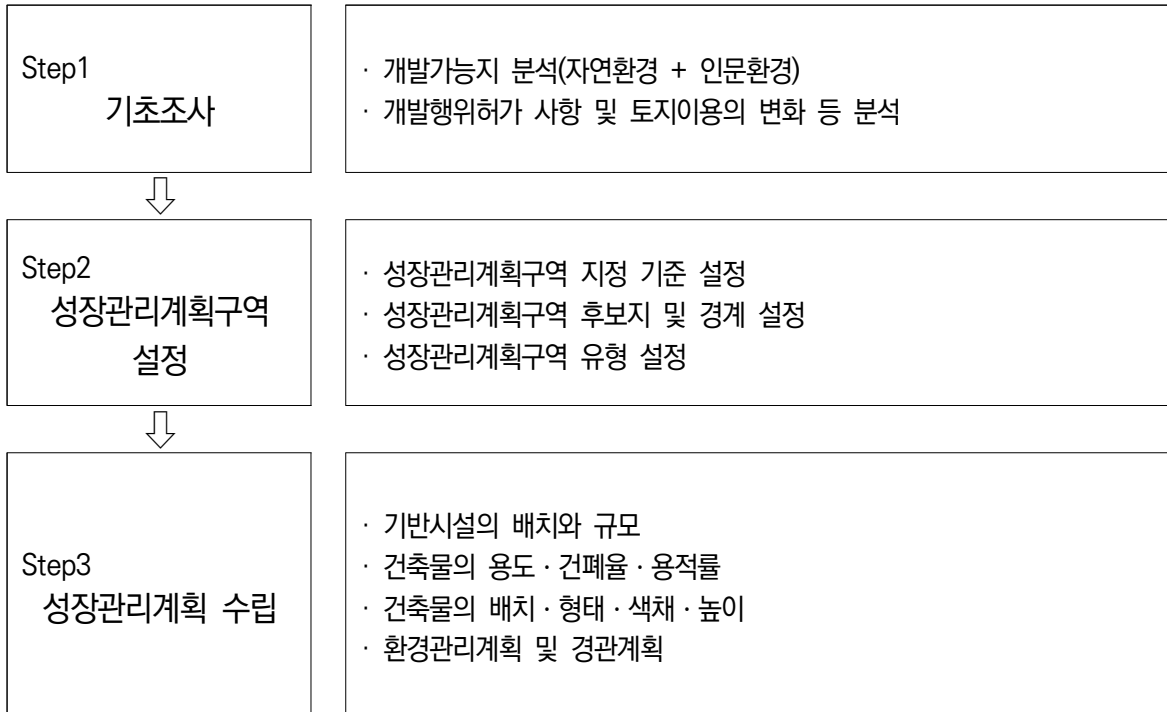 Step1
기초조사
· 개발가능지 분석(자연환경 + 인문환경)
· 개발행위허가 사항 및 토지이용의 변화 등 분석
Step2
성장관리계획구역
설정
· 성장관리계획구역 지정 기준 설정
· 성장관리계획구역 후보지 및 경계 설정
· 성장관리계획구역 유형 설정
Step3
성장관리계획 수립
· 기반시설의 배치와 규모
· 건축물의 용도 · 건폐율 · 용적률
· 건축물의 배치 · 형태 · 색채 · 높이
· 환경관리계획 및 경관계획